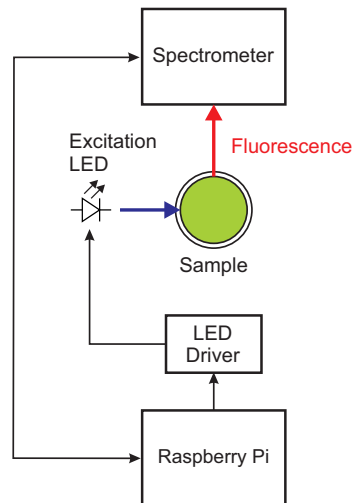 Spectrometer
Excitation
LED
Fluorescence
Sample
LED
Driver
Raspberry Pi